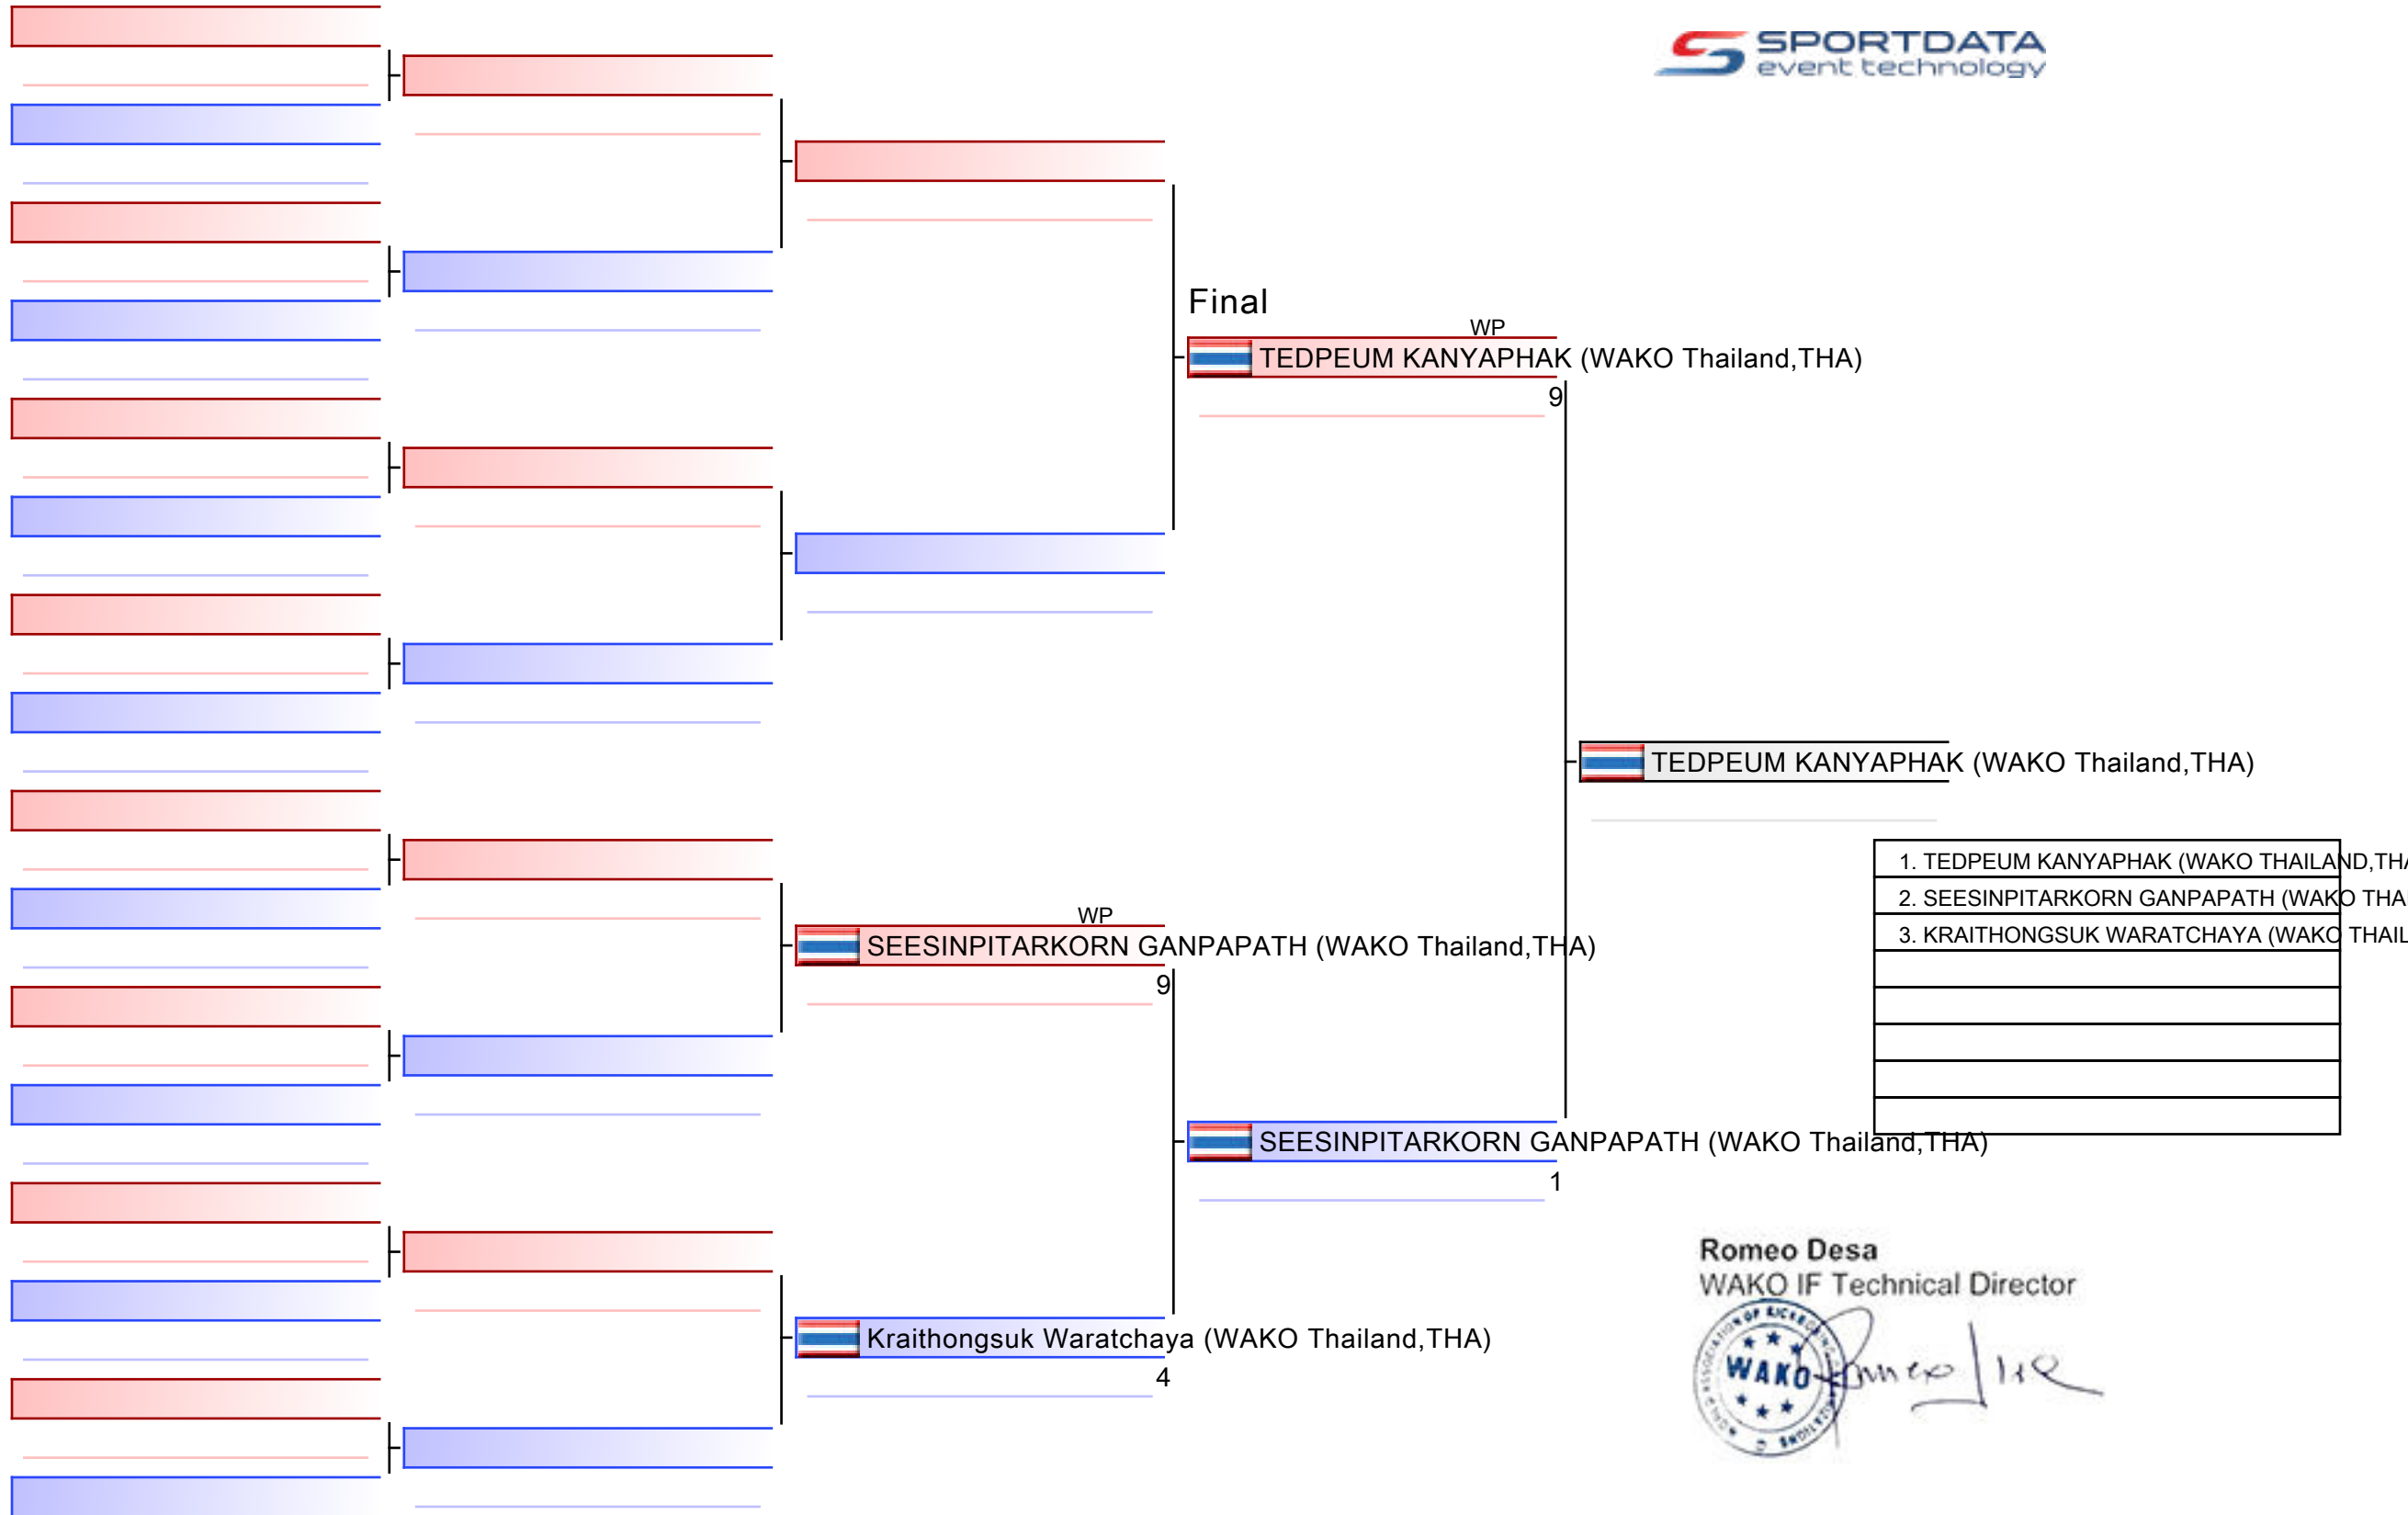 SPORTDATA
event technology
Final
WP
TEDPEUM KANYAPHAK (WAKO Thailand,THA)
9
TEDPEUM KANYAPHAK (WAKO Thailand,THA)
1. TEDPEUM KANYAPHAK (WAKO THAILAND,THA
2. SEESINPITARKORN GANPAPATH (WAKO THAI
3. KRAITHONGSUK WARATCHAYA (WAKO THAIL
WP
SEESINPITARKORN GANPAPATH (WAKO Thailand,THA)
9
SEESINPITARKORN GANPAPATH (WAKO Thailand,THA)
1
Kraithongsuk Waratchaya (WAKO Thailand,THA)
4
Romeo Desa
WAKO IF Technical Director
WAKO